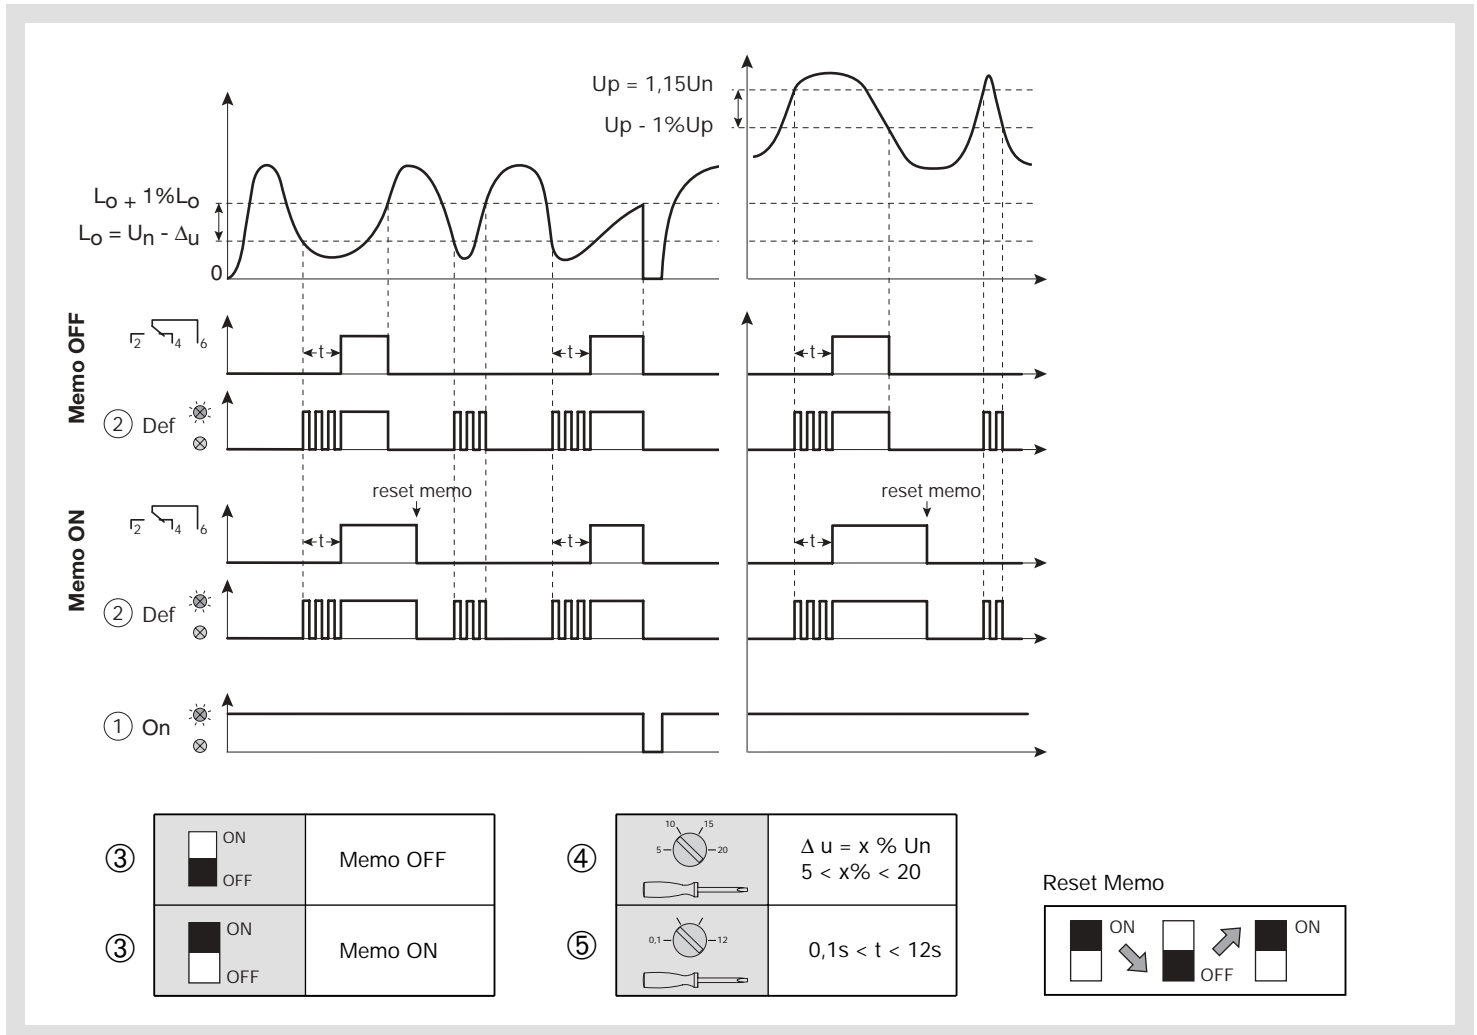 Up = 1,15Un
Up - 1%Up
Lo + 1%Lo
Lo = Un - Δu
0
Memo OFF
2 4 6
t t t
② Def
reset memo reset memo
Memo ON
2 4 6
t t t
② Def
① On
③ ON
OFF
Memo OFF
③ ON
OFF
Memo ON
④ 5 10 15 20
Δ u = x % Un
5 < x% < 20
⑤ 0,1 12
0,1s < t < 12s
Reset Memo
ON OFF ON